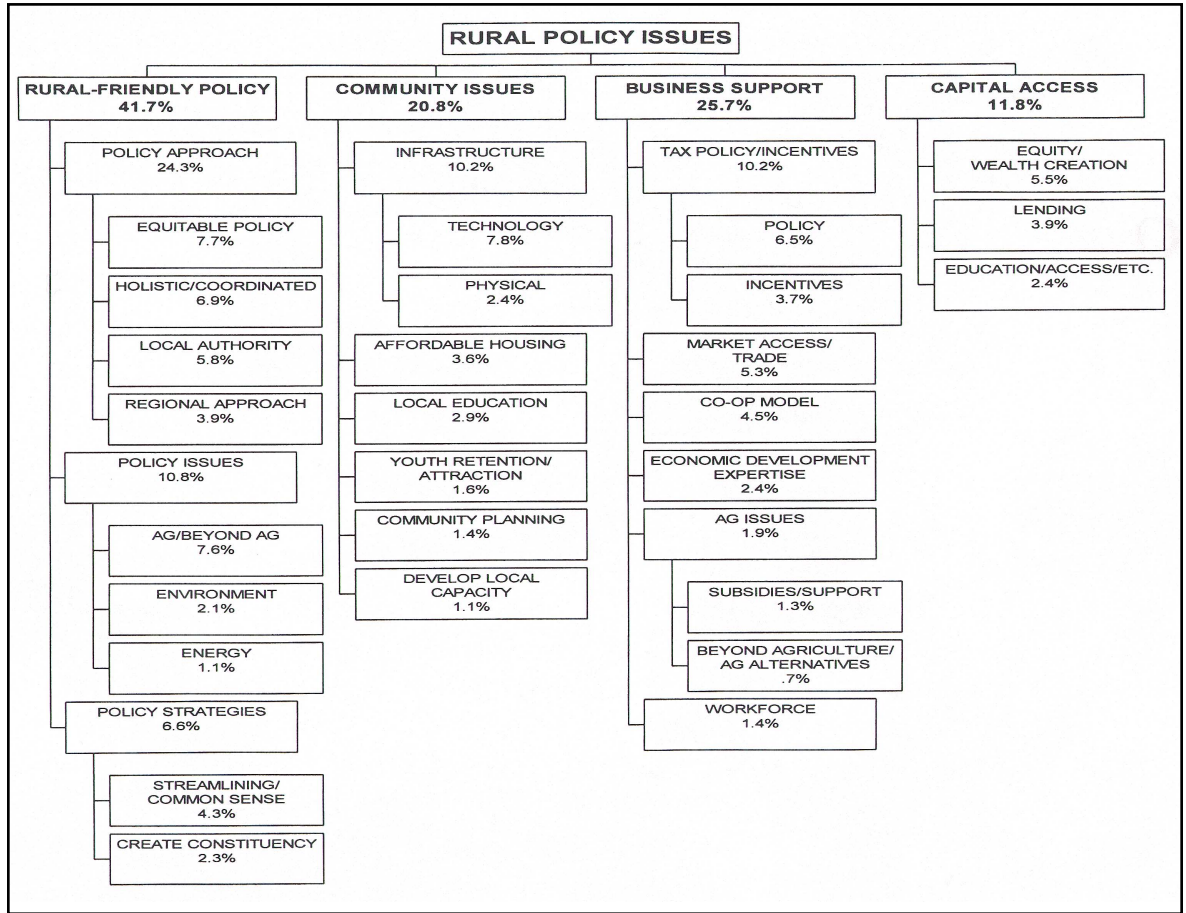 RURAL POLICY ISSUES
RURAL-FRIENDLY POLICY
41.7%
POLICY APPROACH
24.3%
EQUITABLE POLICY
7.7%
HOLISTIC/COORDINATED
6.9%
LOCAL AUTHORITY
5.8%
REGIONAL APPROACH
3.9%
POLICY ISSUES
10.8%
AG/BEYOND AG
7.6%
ENVIRONMENT
2.1%
ENERGY
1.1%
POLICY STRATEGIES
6.6%
STREAMLINING/
COMMON SENSE
4.3%
CREATE CONSTITUENCY
2.3%
COMMUNITY ISSUES
20.8%
INFRASTRUCTURE
10.2%
TECHNOLOGY
7.8%
PHYSICAL
2.4%
AFFORDABLE HOUSING
3.6%
LOCAL EDUCATION
2.9%
YOUTH RETENTION/
ATTRACTION
1.6%
COMMUNITY PLANNING
1.4%
DEVELOP LOCAL
CAPACITY
1.1%
BUSINESS SUPPORT
25.7%
TAX POLICY/INCENTIVES
10.2%
POLICY
6.5%
INCENTIVES
3.7%
MARKET ACCESS/
TRADE
5.3%
CO-OP MODEL
4.5%
ECONOMIC DEVELOPMENT
EXPERTISE
2.4%
AG ISSUES
1.9%
SUBSIDIES/SUPPORT
1.3%
BEYOND AGRICULTURE/
AG ALTERNATIVES
.7%
WORKFORCE
1.4%
CAPITAL ACCESS
11.8%
EQUITY/
WEALTH CREATION
5.5%
LENDING
3.9%
EDUCATION/ACCESS/ETC.
2.4%